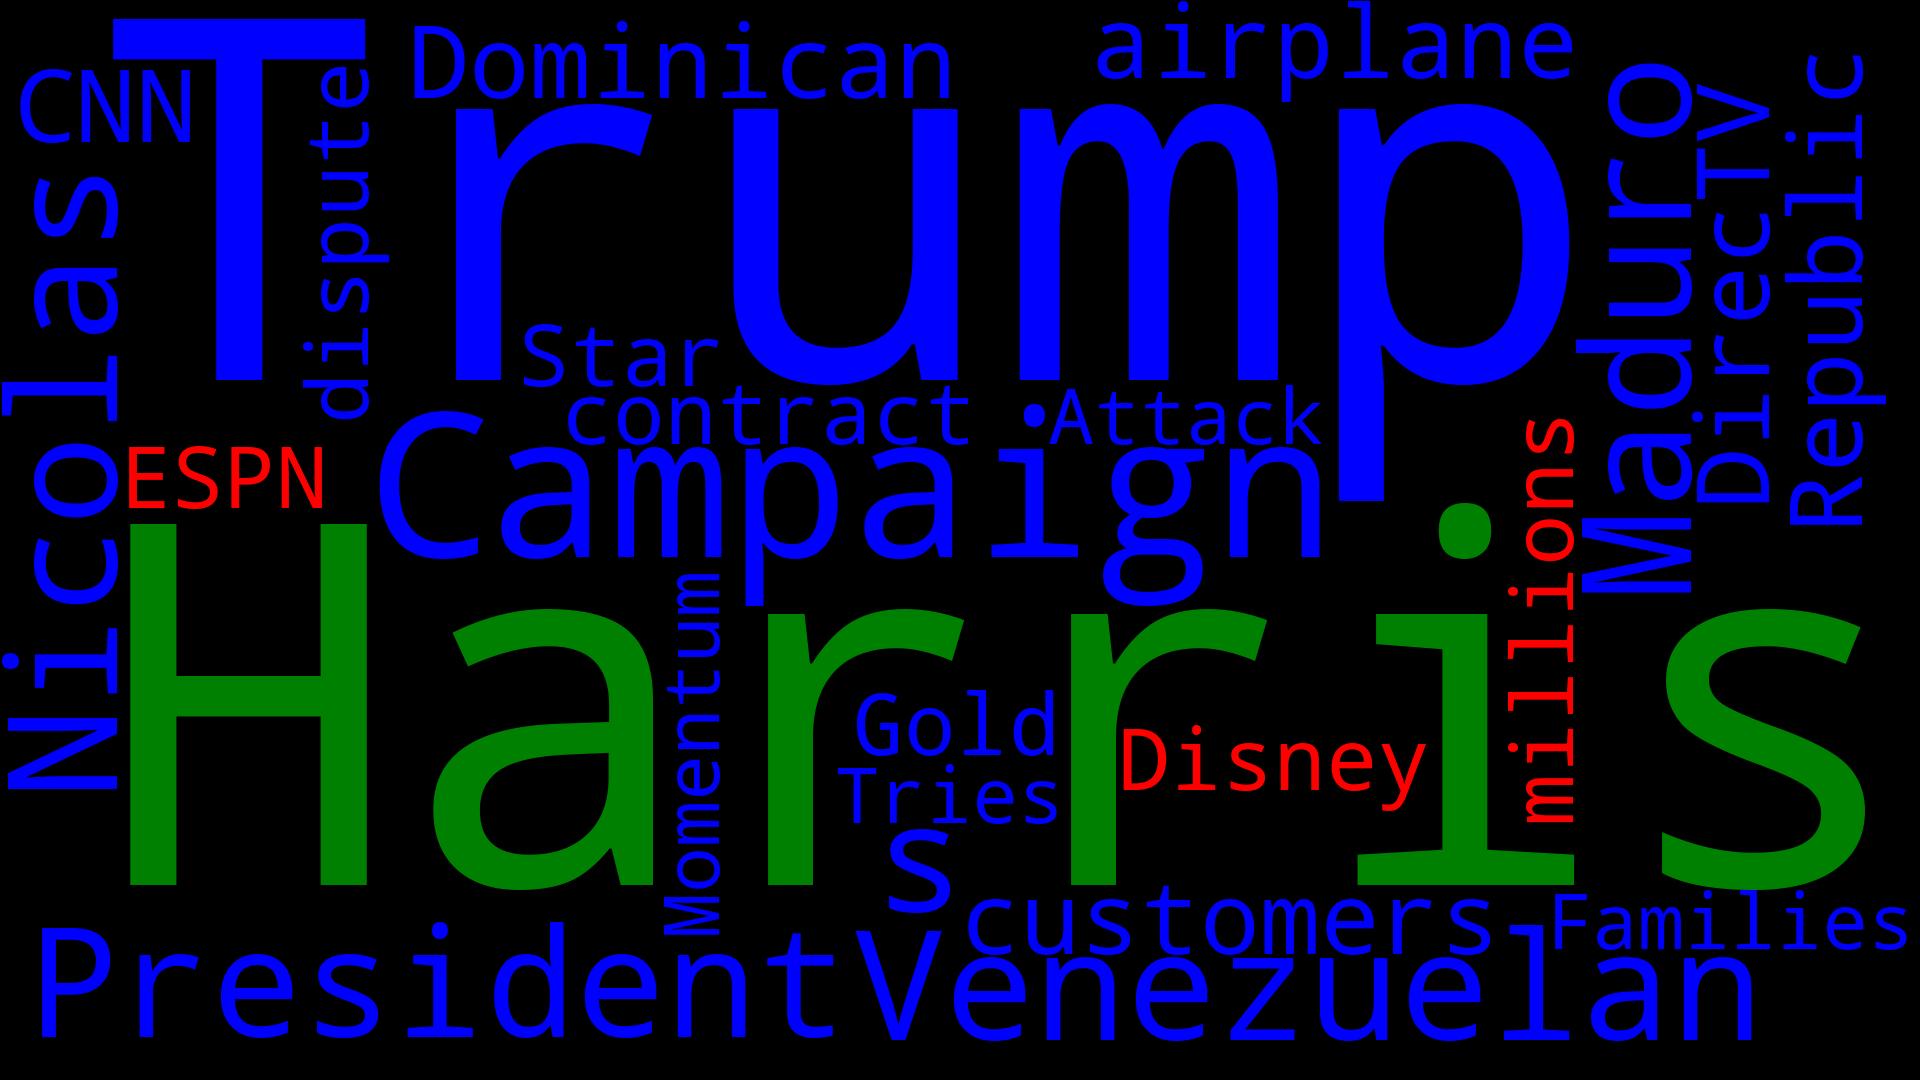 Trump
Dominican
airplane
CNN
dispute
Nicolas
Maduro
DirecTV
Republic
Star
contract
Attack
ESPN
Campaign
millions
Harris
Momentum
Gold
Disney
Tries
s
customers
Families
President
Venezuelan